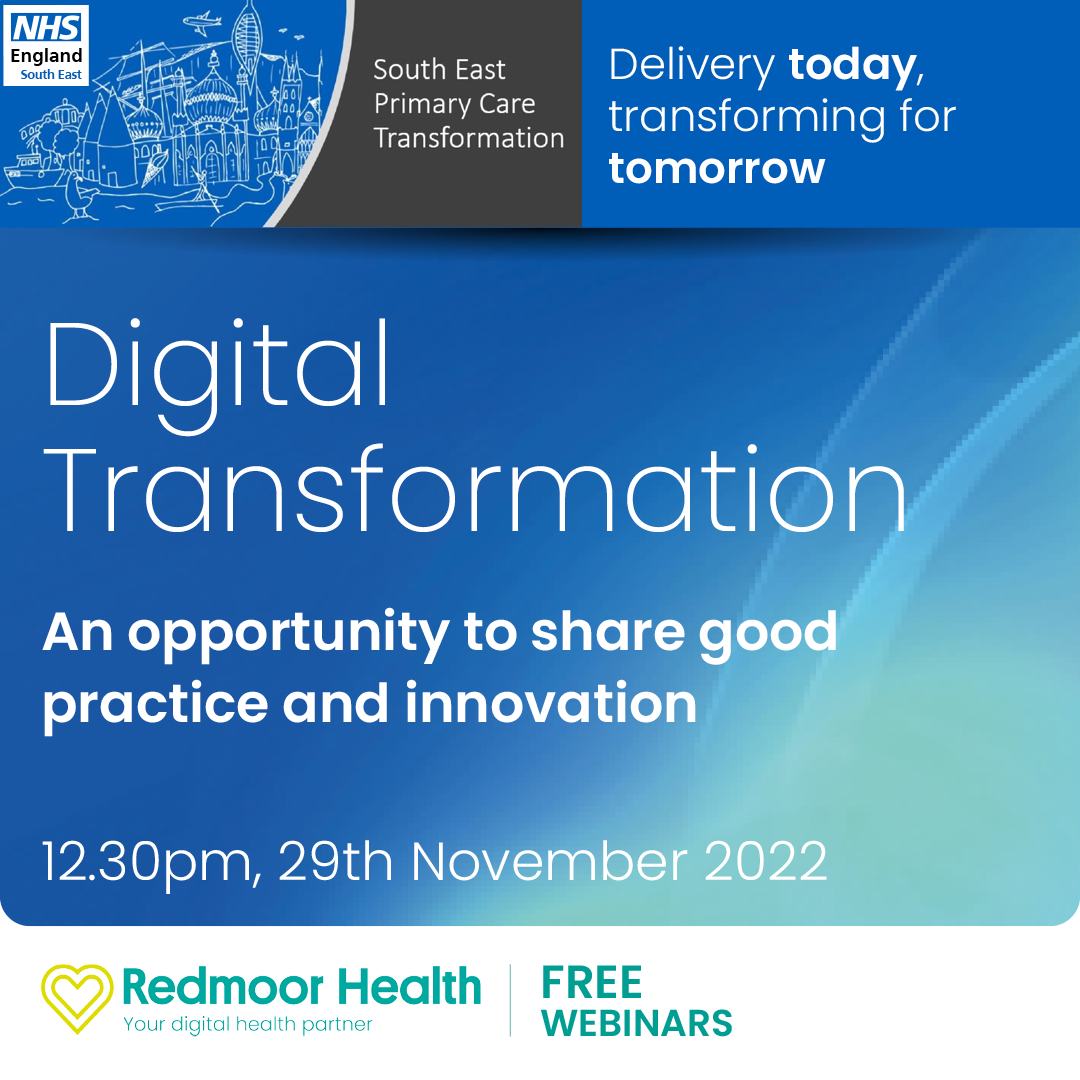 NHS
England
South East
South East
Primary Care
Transformation
Delivery today,
transforming for
tomorrow
Digital
Transformation
An opportunity to share good
practice and innovation
12.30pm, 29th November 2022
Redmoor Health
Your digital health partner
FREE
WEBINARS